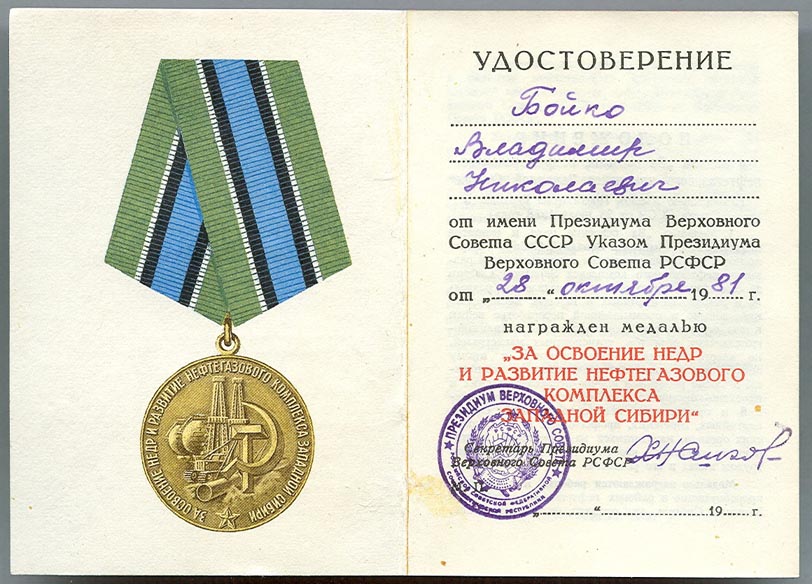 ЗА ОСВОЕНИЕ НЕДР И РАЗВИТИЕ НЕФТЕГАЗОВОГО КОМПЛЕКСА ЗАПАДНОЙ СИБИРИ
УДОСТОВЕРЕНИЕ
Бойко
Владимир
Николаевич
от имени Президиума Верховного
Совета СССР Указом Президиума
Верховного Совета РСФСР
от „28“ октября 1981 г.
награжден медалью
„ЗА ОСВОЕНИЕ НЕДР
И РАЗВИТИЕ НЕФТЕГАЗОВОГО
КОМПЛЕКСА
ЗАПАДНОЙ СИБИРИ“
ПРЕЗИДИУМ ВЕРХОВНОГО
Секретарь Президиума
Верховного Совета РСФСР
„ “ 19 г.